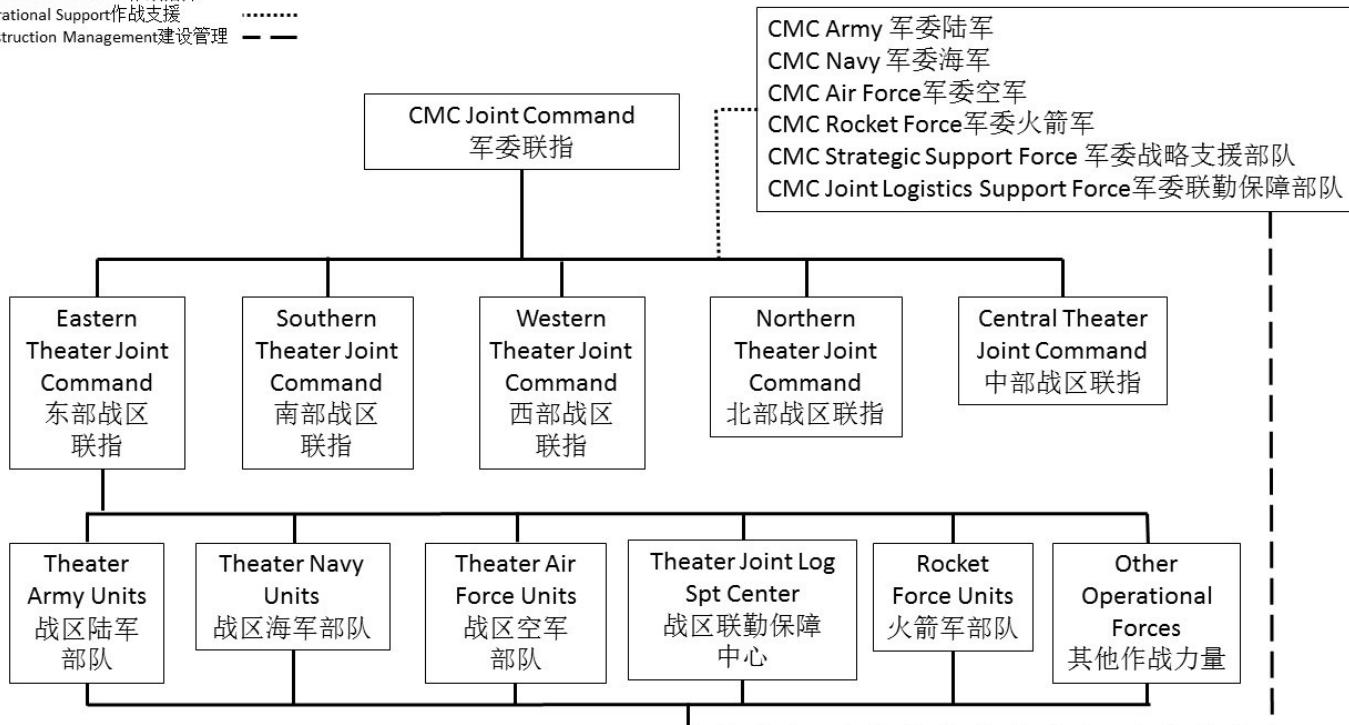 作战支援
Management建设管理
CMC Army 军委陆军
CMC Navy 军委海军
CMC Air Force军委空军
CMC Rocket Force军委火箭军
CMC Strategic Support Force 军委战略支援部队
CMC Joint Logistics Support Force军委联勤保障部队
CMC Joint Command
军委联指
Eastern
Theater Joint
Command
东部战区
联指
Southern
Theater Joint
Command
南部战区
联指
Western
Theater Joint
Command
西部战区
联指
Northern
Theater Joint
Command
北部战区联指
Central Theater
Joint Command
中部战区联指
Theater
Army Units
战区陆军
部队
Theater Navy
Units
战区海军部队
Theater Air
Force Units
战区空军
部队
Theater Joint Log
Spt Center
战区联勤保障
中心
Rocket
Force Units
火箭军部队
Other
Operational
Forces
其他作战力量